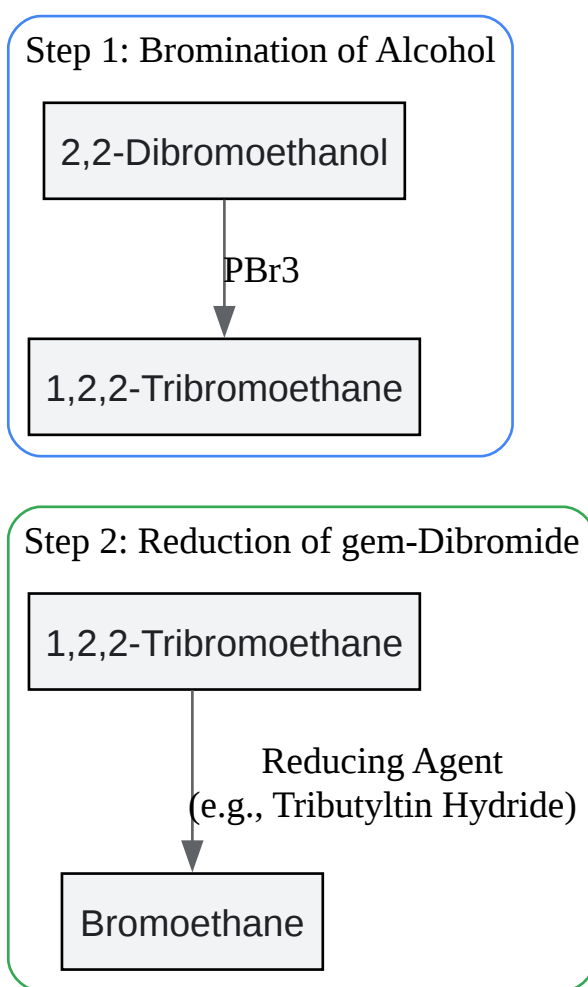 Step 1: Bromination of Alcohol
2,2-Dibromoethanol
PBr3
1,2,2-Tribromoethane
Step 2: Reduction of gem-Dibromide
1,2,2-Tribromoethane
Reducing Agent
(e.g., Tributyltin Hydride)
Bromoethane